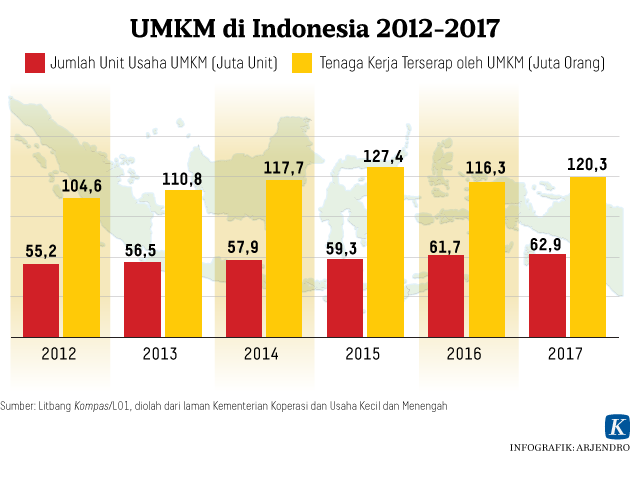 UMKM di Indonesia 2012-2017
Jumlah Unit Usaha UMKM (Juta Unit) Tenaga Kerja Terserap oleh UMKM (Juta Orang)
55,2 104,6 56,5 110,8 57,9 117,7 59,3 127,4 61,7 116,3 62,9 120,3
2012 2013 2014 2015 2016 2017
Sumber: Litbang Kompas/LO1, diolah dari laman Kementerian Koperasi dan Usaha Kecil dan Menengah
K
INFOGRAFIK: ARJENDRO